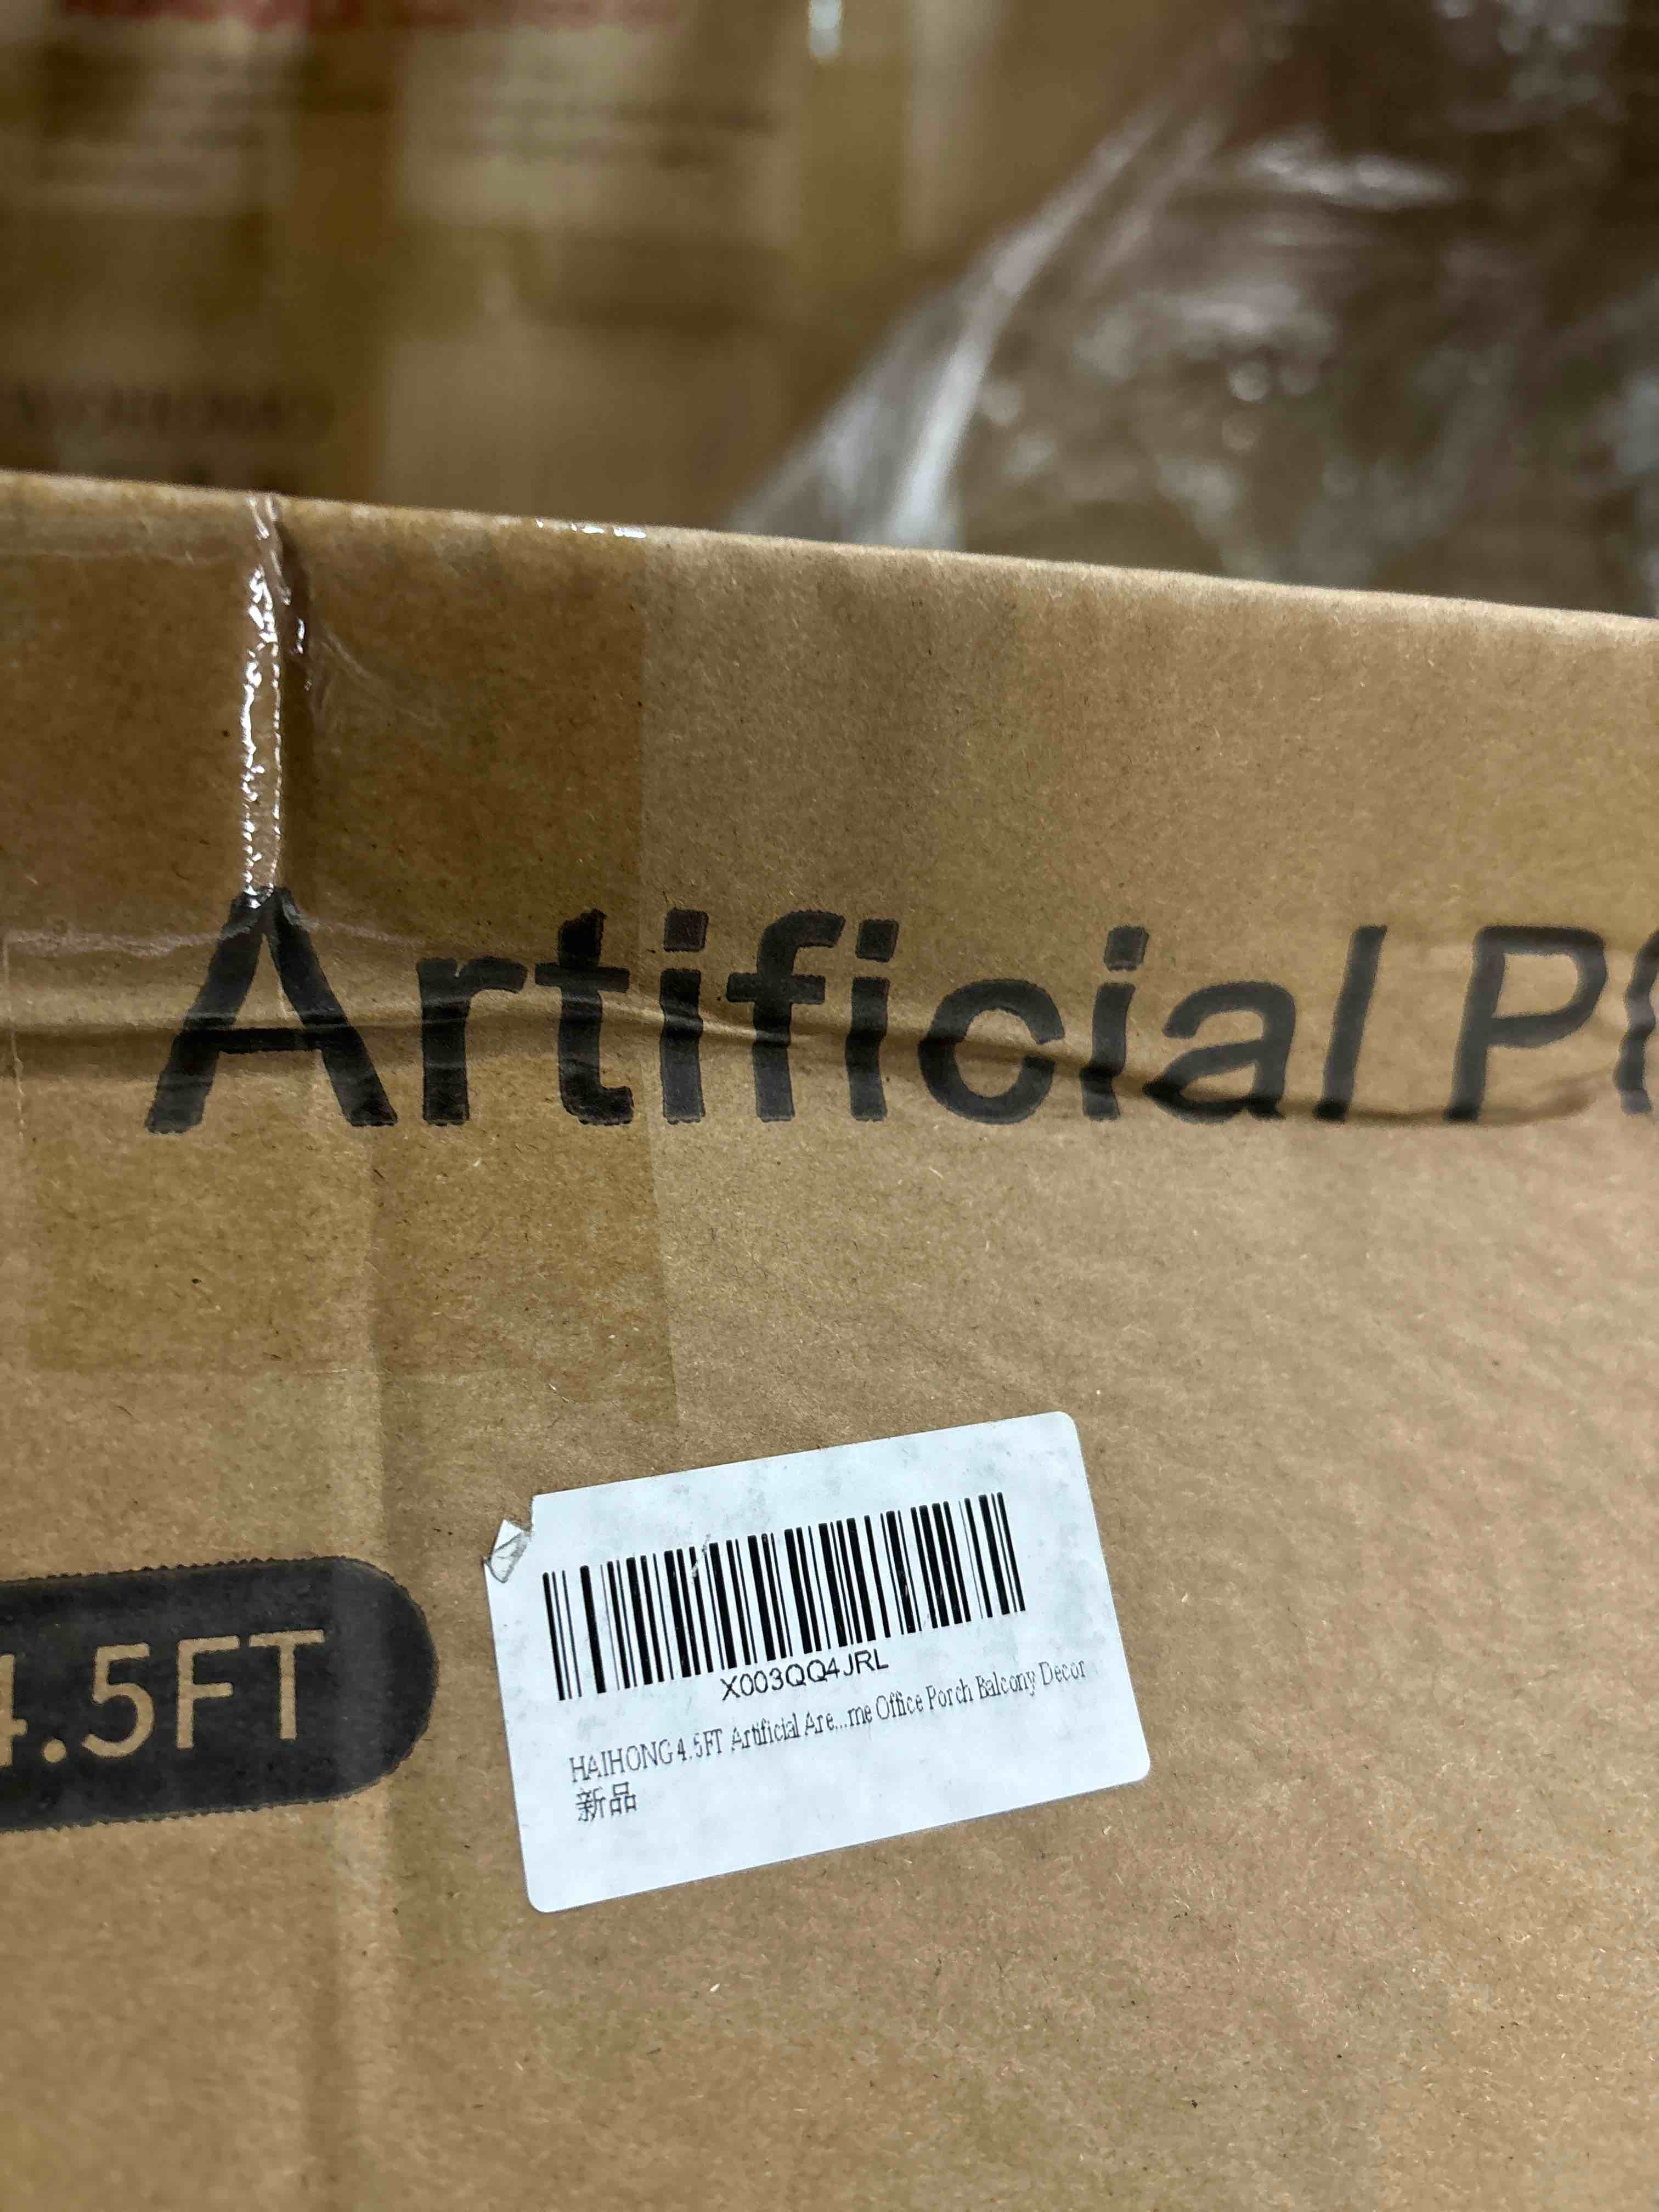 Artificial
4.5FT
X003QQ4JRL
HAIHONG 4.5FT Artificial Are...me Office Porch Balcony Decor
新品